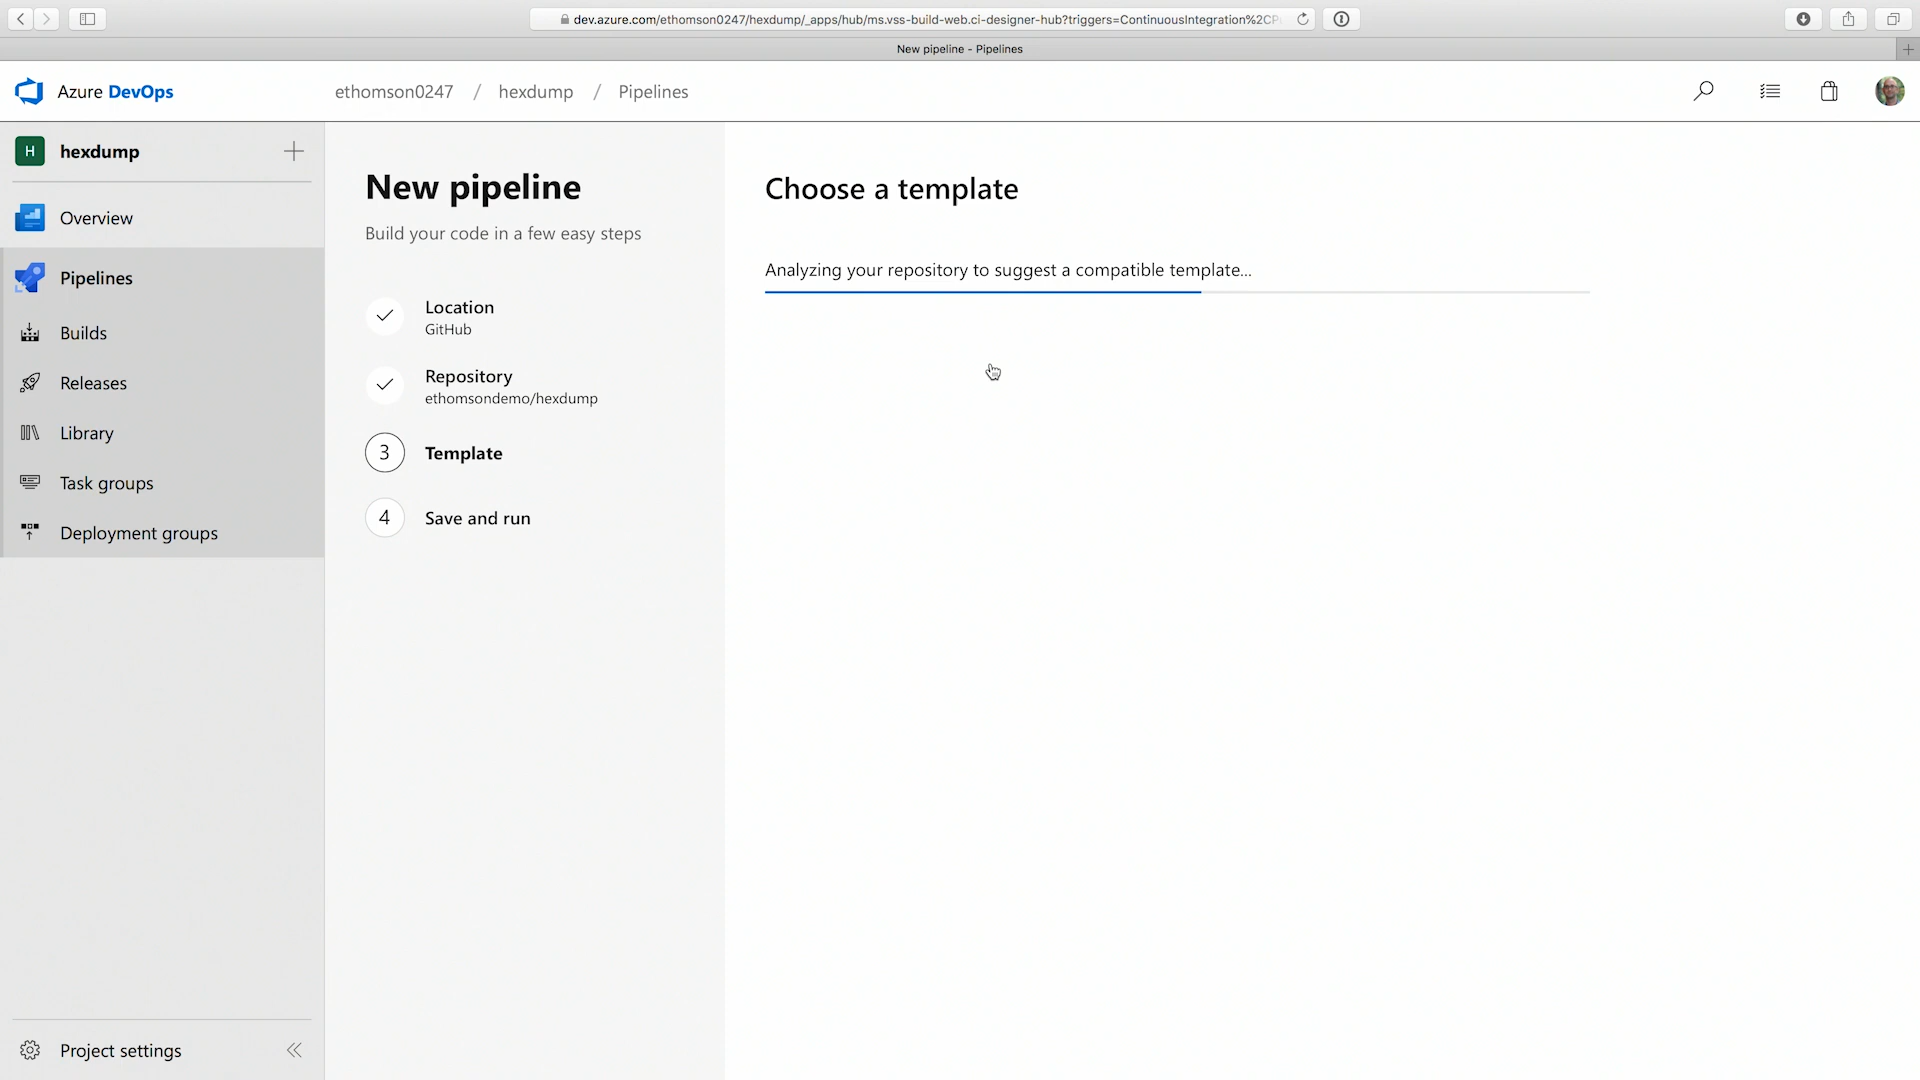 dev.azure.com/ethomson0247/hexdump/_apps/hub/ms.vss-build-web.ci-designer-hub?triggers=ContinuousIntegration%2CP
New pipeline - Pipelines
Azure DevOps
ethomson0247 / hexdump / Pipelines
H hexdump
Overview
Pipelines
Builds
Releases
Library
Task groups
Deployment groups
Project settings
New pipeline
Build your code in a few easy steps
Location
GitHub
Repository
ethomsondemo/hexdump
3 Template
4 Save and run
Choose a template
Analyzing your repository to suggest a compatible template...